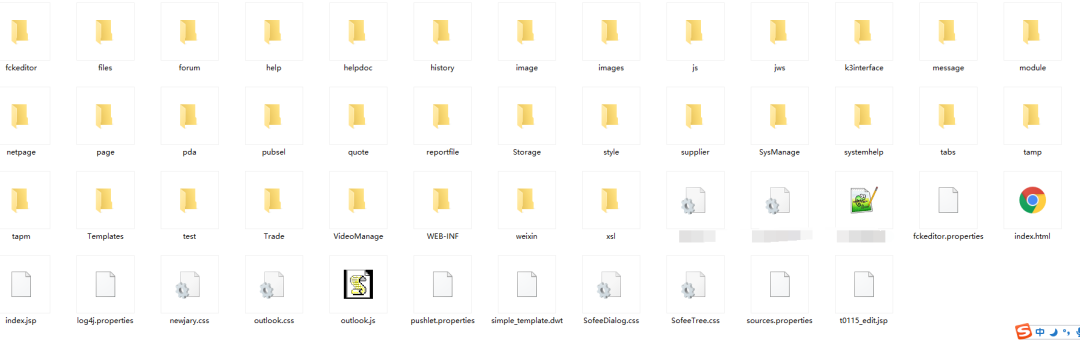 fckeditor files forum help helpdoc history image images js jws k3interface message module
netpage page pda pubsel quote reportfile Storage style supplier SysManage systemhelp tabs tamp
tapm Templates test Trade VideoManage WEB-INF weixin xsl fckeditor.properties index.html
index.jsp log4j.properties newjary.css outlook.css outlook.js pushlet.properties simple_template.dwt SofeeDialog.css SofeeTree.css sources.properties t0115_edit.jsp
S 中